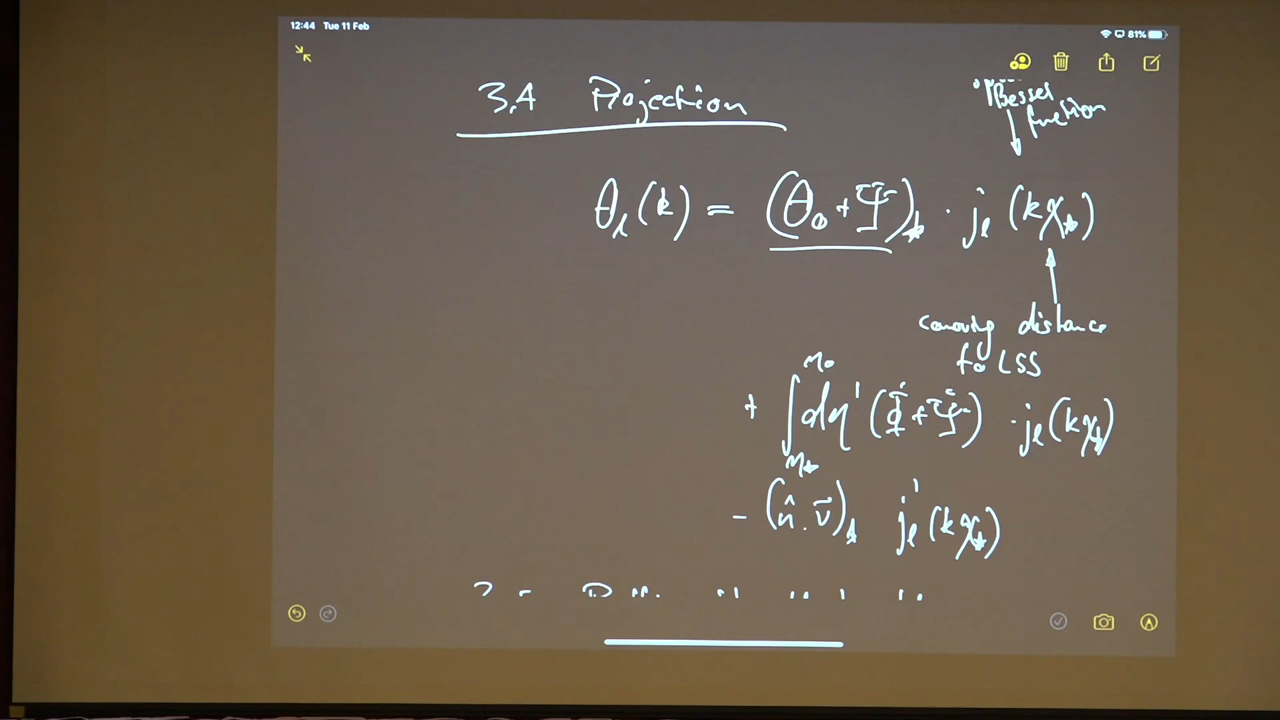 12:44 Tue 11 Feb
81%
3.4 Projection
Bessel
function
θ_l(k) = (θ_0 + Ψ)_* · j_l(kχ_*)
comoving distance
to LSS
+ ∫_{η_*}^{η_0} dη' (Φ̇ + Ψ̇) · j_l(kχ_*)
- (n̂ · v⃗)_* j_l'(kχ_*)